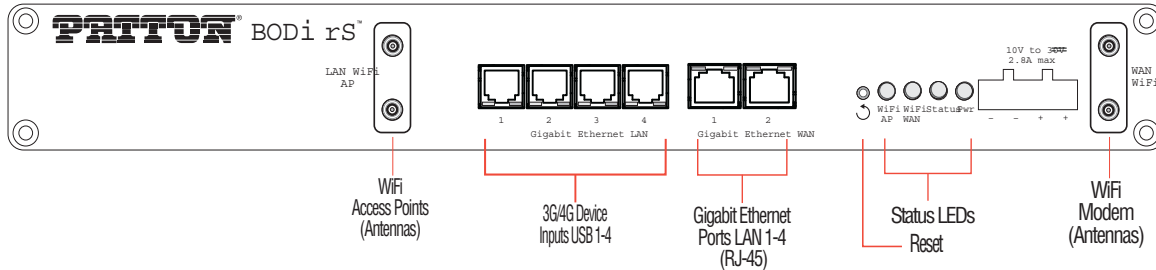 PATTON® BODi rS™
LAN WiFi
AP
1 2 3 4
Gigabit Ethernet LAN
1 2
Gigabit Ethernet WAN
WiFi
AP
WiFi
WAN
Status
Pwr
10V to 30V
2.8A max
- - + +
WAN
WiFi
WiFi
Access Points
(Antennas)
3G/4G Device
Inputs USB 1-4
Gigabit Ethernet
Ports LAN 1-4
(RJ-45)
Status LEDs
Reset
WiFi
Modem
(Antennas)